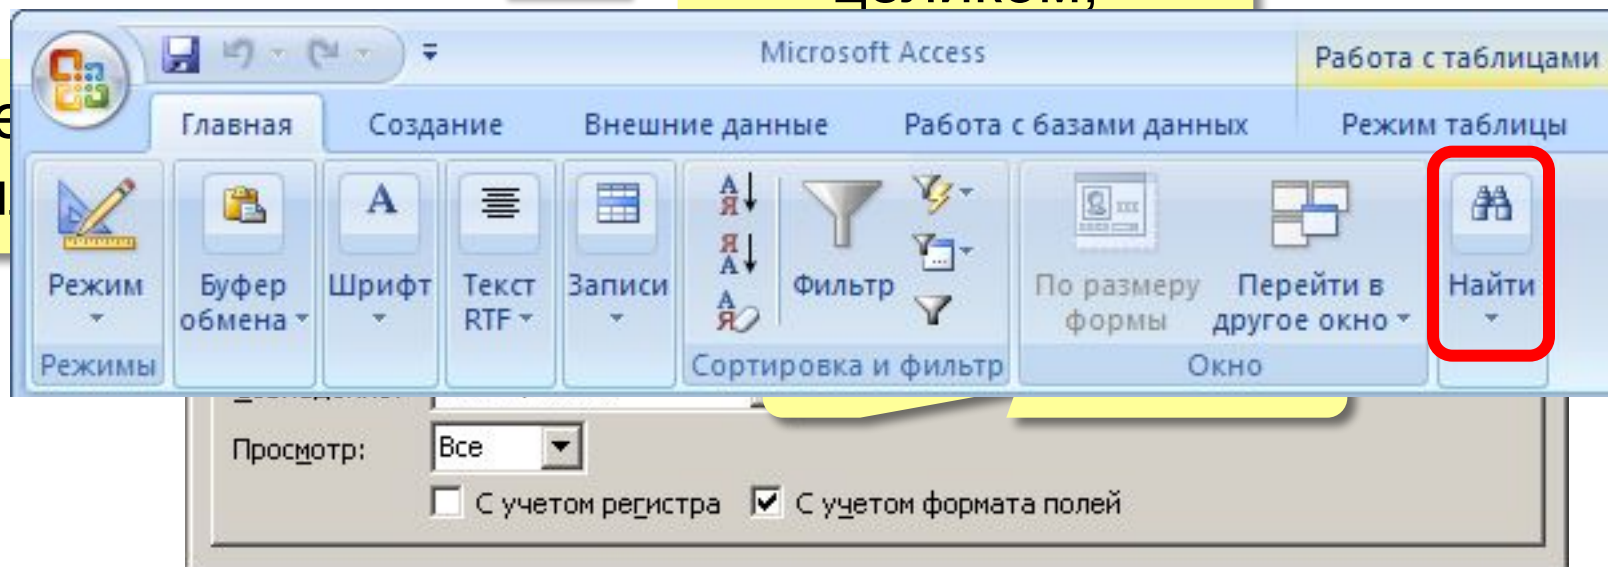 целиком,
Microsoft Access
Работа с таблицами
Главная Создание Внешние данные Работа с базами данных Режим таблицы
Режим
Буфер обмена
Шрифт
Текст RTF
Записи
Фильтр
По размеру формы
Перейти в другое окно
Найти
Режимы
Сортировка и фильтр
Окно
Просмотр: Все
С учетом регистра С учетом формата полей